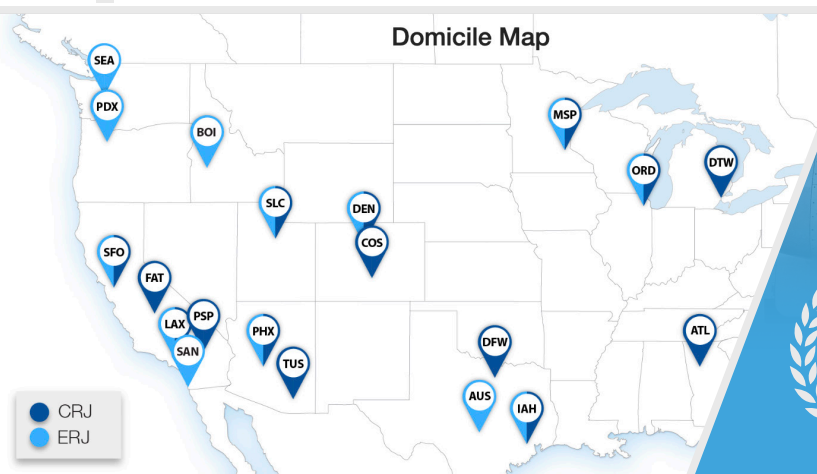 Domicile Map
SEA
PDX
BOI
MSP
ORD
DTW
SLC
DEN
COS
SFO
FAT
LAX
PSP
SAN
PHX
TUS
DFW
ATL
AUS
IAH
CRJ
ERJ